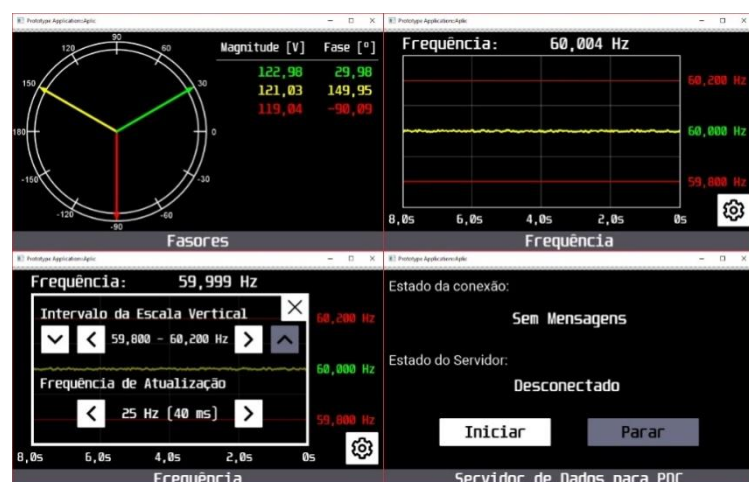 Prototype Application:Aplic
90
60
30
0
-30
-60
-90
-120
-150
180
150
120
Magnitude [V] Fase [º]
122,98 29,98
121,03 149,95
119,04 -90,09
Fasores
Prototype Application:Aplic
Frequência: 60,004 Hz
60,200 Hz
60,000 Hz
59,800 Hz
8,0s 6,0s 4,0s 2,0s 0s
Frequência
Prototype Application:Aplic
Frequência: 59,999 Hz
Intervalo da Escala Vertical
59,800 - 60,200 Hz
Frequência de Atualização
25 Hz (40 ms)
60,200 Hz
60,000 Hz
59,800 Hz
8,0s 6,0s 4,0s 2,0s 0s
Frequência
Prototype Application:Aplic
Estado da conexão:
Sem Mensagens
Estado do Servidor:
Desconectado
Iniciar Parar
Servidor de Dados para PDC